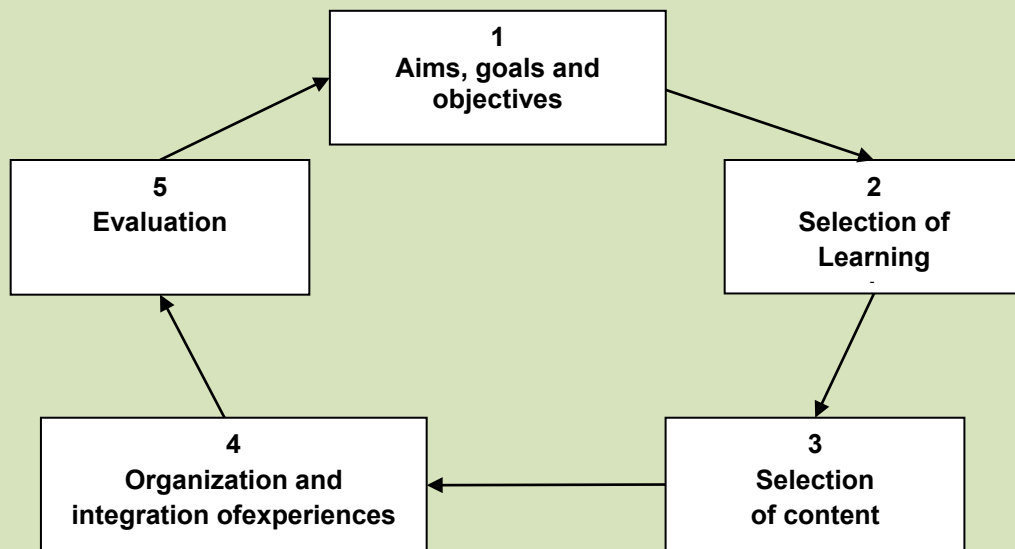 1
Aims, goals and
objectives
2
Selection of
Learning
3
Selection
of content
4
Organization and
integration ofexperiences
5
Evaluation